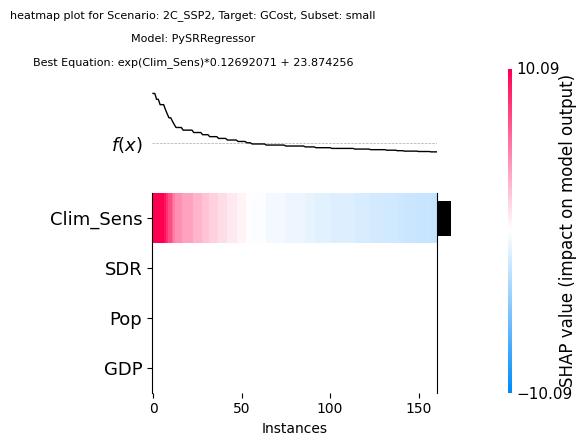 heatmap plot for Scenario: 2C_SSP2, Target: GCost, Subset: small
Model: PySRRegressor
Best Equation: exp(Clim_Sens)*0.12692071 + 23.874256
10.09
f(x)
Clim_Sens
SDR
Pop
GDP
−10.09
SHAP value (impact on model output)
0
50
100
150
Instances